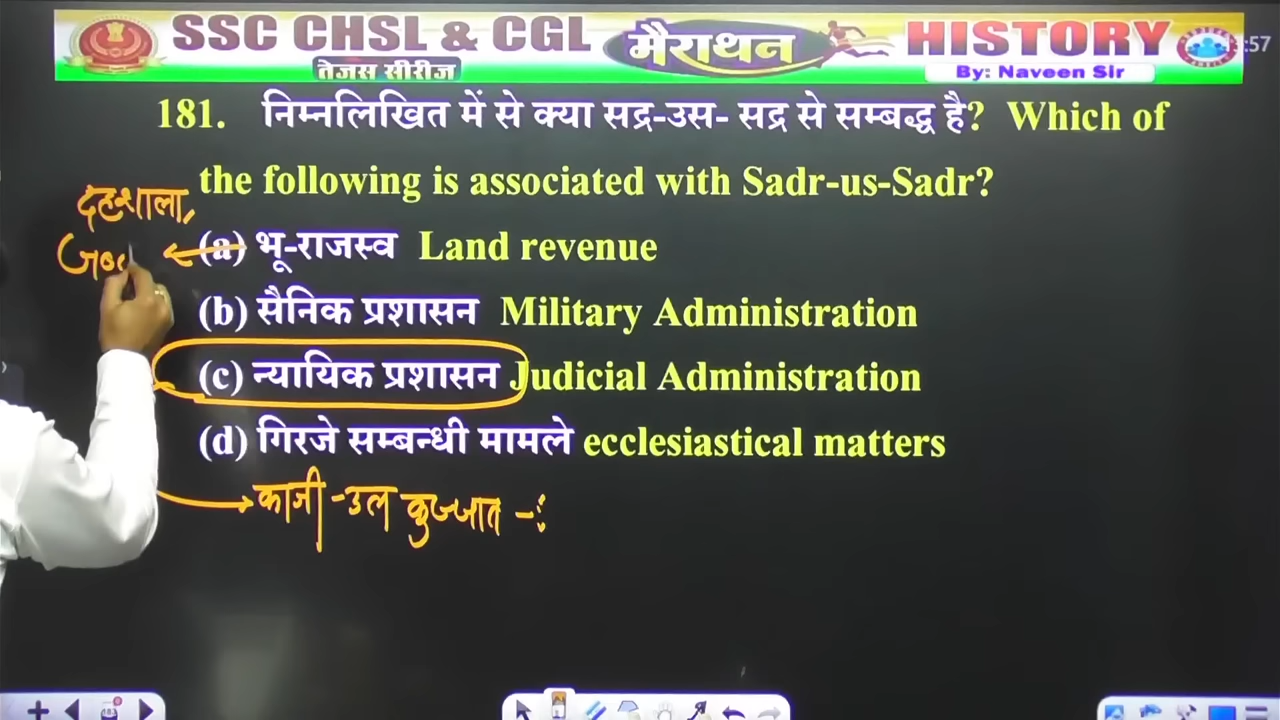 SSC CHSL & CGL
तेजस सीरीज
मैराथन
HISTORY
By: Naveen Sir
181. निम्नलिखित में से क्या सद्र-उस- सद्र से सम्बद्ध है? Which of
the following is associated with Sadr-us-Sadr?
दहशाला,
(a) भू-राजस्व Land revenue
(b) सैनिक प्रशासन Military Administration
(c) न्यायिक प्रशासन Judicial Administration
(d) गिरजे सम्बन्धी मामले ecclesiastical matters
काजी-उल कुज्जात -: